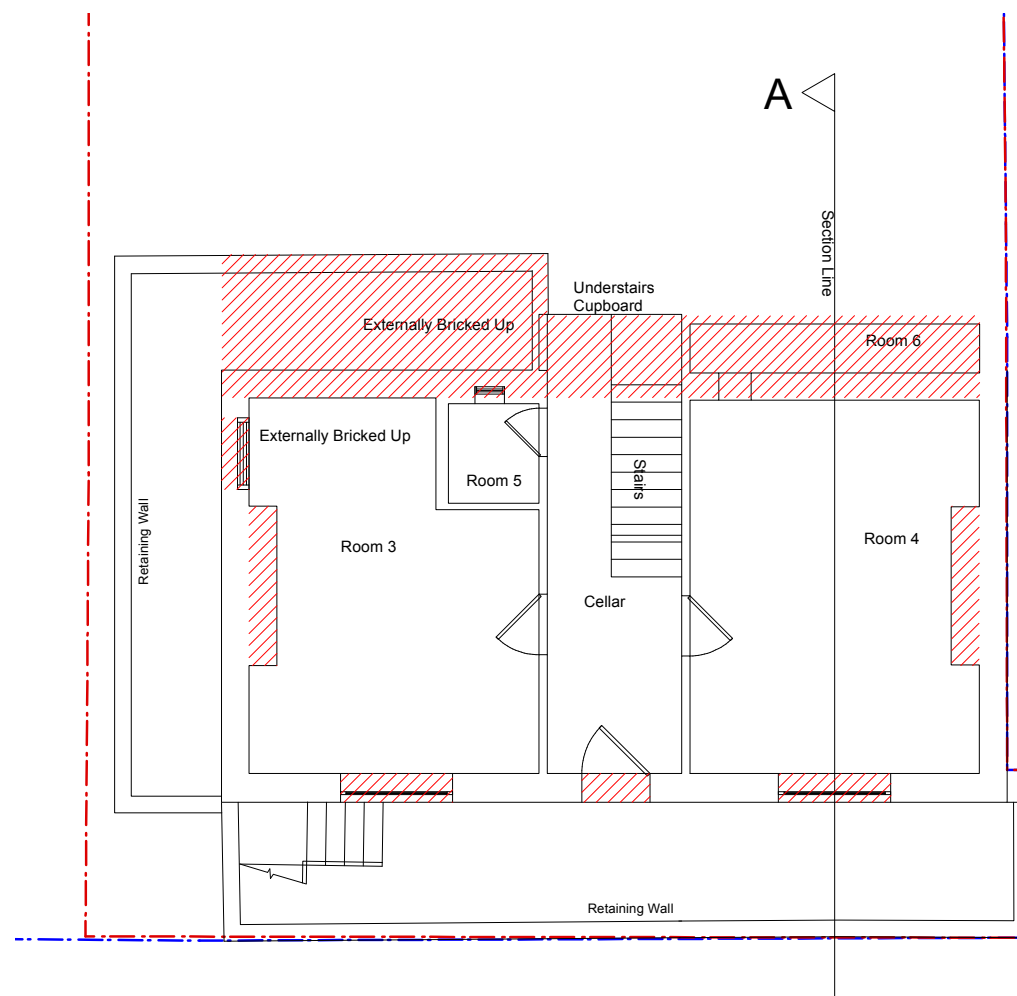 A
Section Line
Understairs
Cupboard
Externally Bricked Up
Room 6
Externally Bricked Up
Room 5
Stairs
Retaining Wall
Room 3
Room 4
Cellar
Retaining Wall